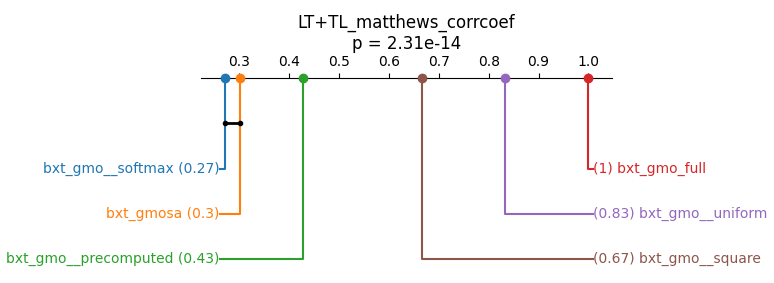 LT+TL_matthews_corrcoef
p = 2.31e-14
0.3 0.4 0.5 0.6 0.7 0.8 0.9 1.0
bxt_gmo__softmax (0.27)
(1) bxt_gmo_full
bxt_gmosa (0.3)
(0.83) bxt_gmo__uniform
bxt_gmo__precomputed (0.43)
(0.67) bxt_gmo__square